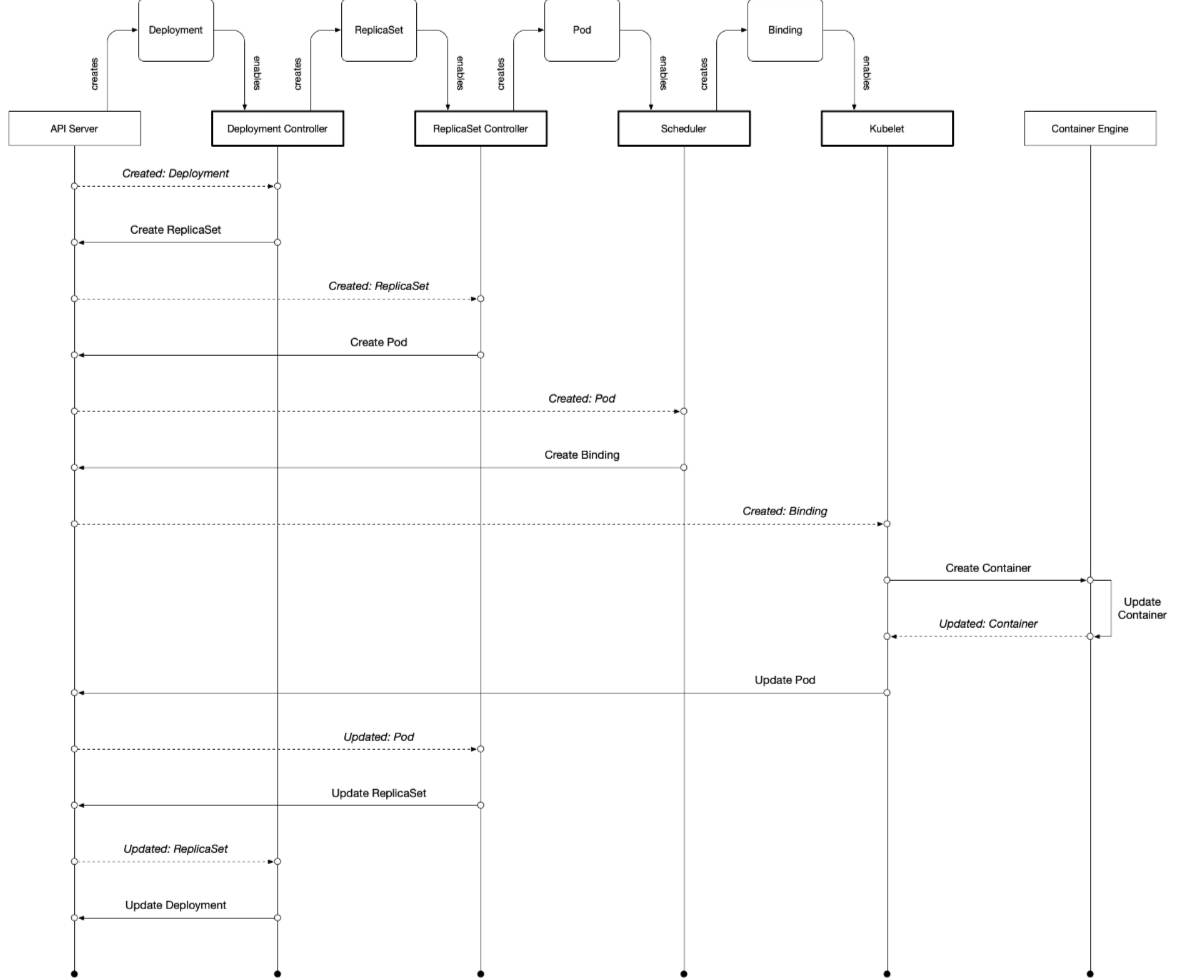 Deployment
ReplicaSet
Pod
Binding
creates
enables
creates
enables
creates
enables
creates
enables
API Server
Deployment Controller
ReplicaSet Controller
Scheduler
Kubelet
Container Engine
Created: Deployment
Create ReplicaSet
Created: ReplicaSet
Create Pod
Created: Pod
Create Binding
Created: Binding
Create Container
Update
Container
Updated: Container
Update Pod
Updated: Pod
Update ReplicaSet
Updated: ReplicaSet
Update Deployment